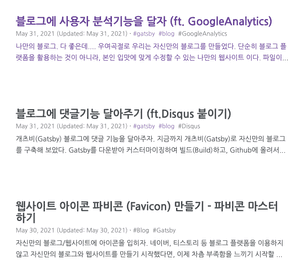 블로그에 사용자 분석기능을 달자 (ft. GoogleAnalytics)
May 31, 2021 (Updated: May 31, 2021) · #gatsby #blog #GoogleAnalytics
나만의 블로그. 다 좋은데.... 우여곡절로 우리는 자신만의 블로그를 만들었다. 단순히 블로그 플
랫폼을 활용하는 것이 아니라, 본인 입맛에 맞게 수정할 수 있는 나만의 웹사이트 이다. 파일이...
블로그에 댓글기능 달아주기 (ft.Disqus 붙이기)
May 31, 2021 (Updated: May 31, 2021) · #gatsby #blog #Disqus
개츠비(Gatsby) 블로그에 댓글 기능을 달아주자. 지금까지 개츠비(Gatsby)로 자신만의 블로그
를 구축해 보았다. Gatsby를 다운받아 커스터마이징하여 빌드(Build)하고, Github에 올려서...
웹사이트 아이콘 파비콘 (Favicon) 만들기 - 파비콘 마스터
하기
May 30, 2021 (Updated: May 30, 2021) · #Blog #Gatsby
자신만의 블로그/웹사이트에 아이콘을 입히자. 네이버, 티스토리 등 블로그 플랫폼을 이용하지
않고 자신만의 블로그와 웹사이트를 만들기 시작했다면, 이제 차츰 부족함을 느끼기 시작할 ...